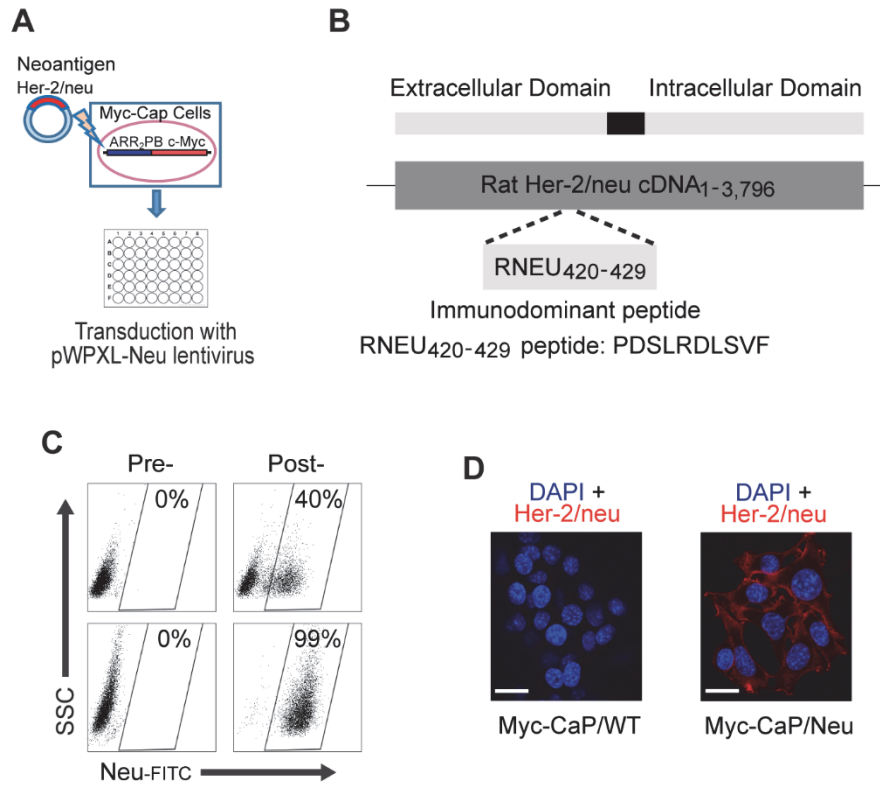 A
Neoantigen
Her-2/neu
Myc-Cap Cells
ARR₂PB c-Myc
1 2 3 4 5 6 7 8
A
B
C
D
E
F
Transduction with
pWPXL-Neu lentivirus
B
Extracellular Domain Intracellular Domain
Rat Her-2/neu cDNA₁₋₃,₇₉₆
RNEU₄₂₀₋₄₂₉
Immunodominant peptide
RNEU₄₂₀₋₄₂₉ peptide: PDSLRDLSVF
C
Pre- Post-
0% 40%
0% 99%
SSC
Neu-FITC
D
DAPI + DAPI +
Her-2/neu Her-2/neu
Myc-CaP/WT Myc-CaP/Neu